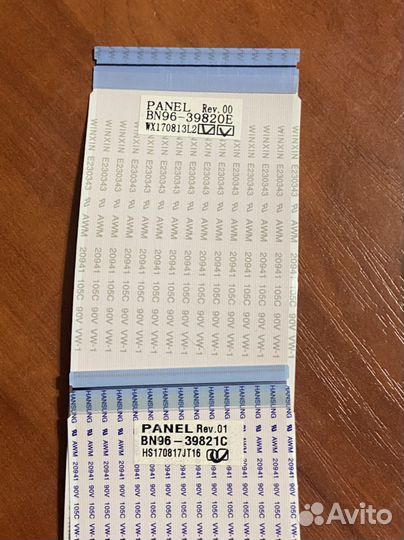 PANEL Rev.00
BN96-39820E
WX170813L2
WINXIN E230343 AWM 20941 105C 90V VW-1
PANEL Rev.01
BN96-39821C
HS170817JT16
HANSUNG AWM 20941 90V 105C VW-1
Avito